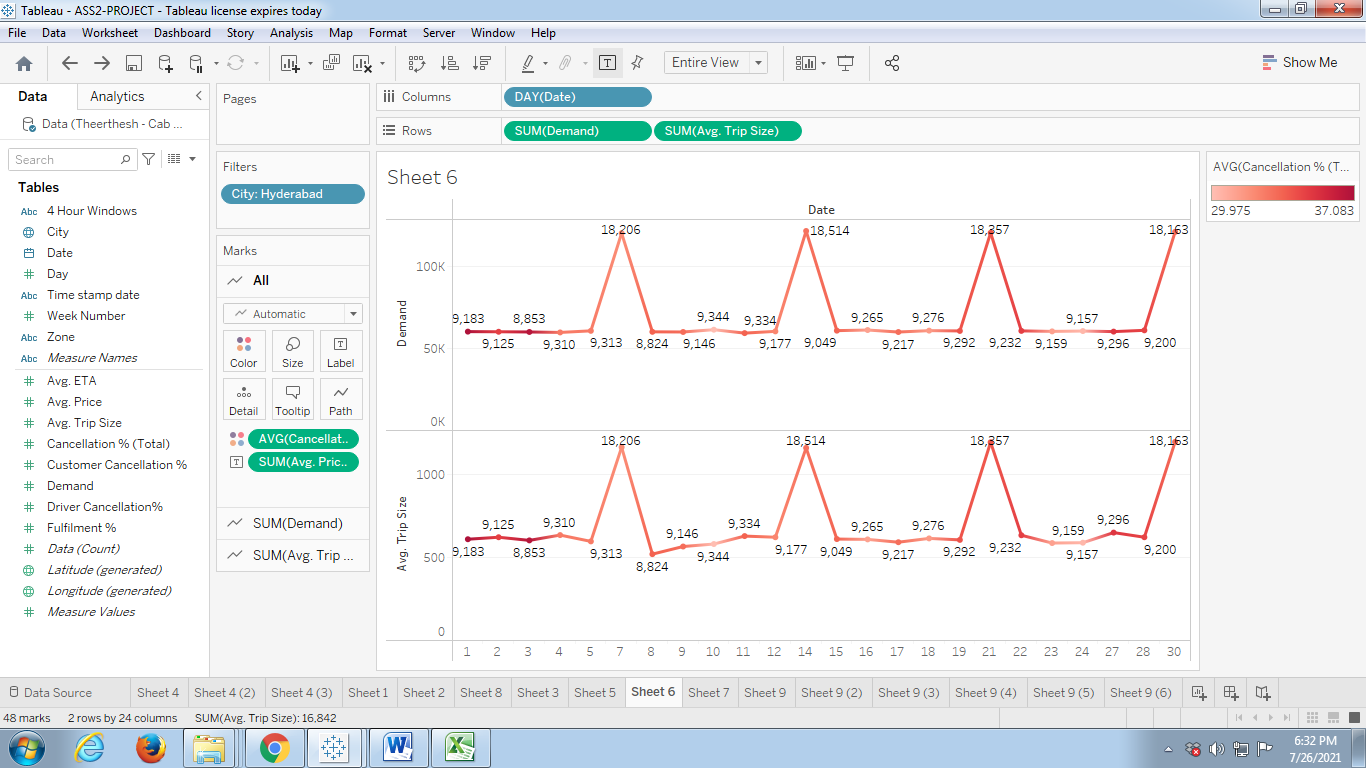 Tableau - ASS2-PROJECT - Tableau license expires today
File Data Worksheet Dashboard Story Analysis Map Format Server Window Help
Entire View
Show Me
Data Analytics
Data (Theerthesh - Cab ...
Search
Tables
Abc 4 Hour Windows
City
Date
Day
Abc Time stamp date
Week Number
Abc Zone
Abc Measure Names
Avg. ETA
Avg. Price
Avg. Trip Size
Cancellation % (Total)
Customer Cancellation %
Demand
Driver Cancellation%
Fulfilment %
Data (Count)
Latitude (generated)
Longitude (generated)
Measure Values
Pages
Filters
City: Hyderabad
Marks
All
Automatic
Color Size Label
Detail Tooltip Path
AVG(Cancellat..
SUM(Avg. Pric..
SUM(Demand)
SUM(Avg. Trip ...
Columns DAY(Date)
Rows SUM(Demand) SUM(Avg. Trip Size)
Sheet 6
Date
Demand
100K
50K
0K
18,206 18,514 18,357 18,163
9,183 8,853 9,344 9,334 9,265 9,276 9,157
9,125 9,310 9,313 8,824 9,146 9,177 9,049 9,217 9,292 9,232 9,159 9,296 9,200
Avg. Trip Size
1000
500
0
18,206 18,514 18,357 18,163
9,125 9,310 9,146 9,334 9,265 9,276 9,159 9,296
9,183 8,853 9,313 8,824 9,344 9,177 9,049 9,217 9,292 9,232 9,157 9,200
1 2 3 4 5 7 8 9 10 11 12 14 15 16 17 18 19 21 22 23 24 27 28 30
AVG(Cancellation % (T...
29.975 37.083
Data Source Sheet 4 Sheet 4 (2) Sheet 4 (3) Sheet 1 Sheet 2 Sheet 8 Sheet 3 Sheet 5 Sheet 6 Sheet 7 Sheet 9 Sheet 9 (2) Sheet 9 (3) Sheet 9 (4) Sheet 9 (5) Sheet 9 (6)
48 marks 2 rows by 24 columns SUM(Avg. Trip Size): 16.842
6:32 PM
7/26/2021